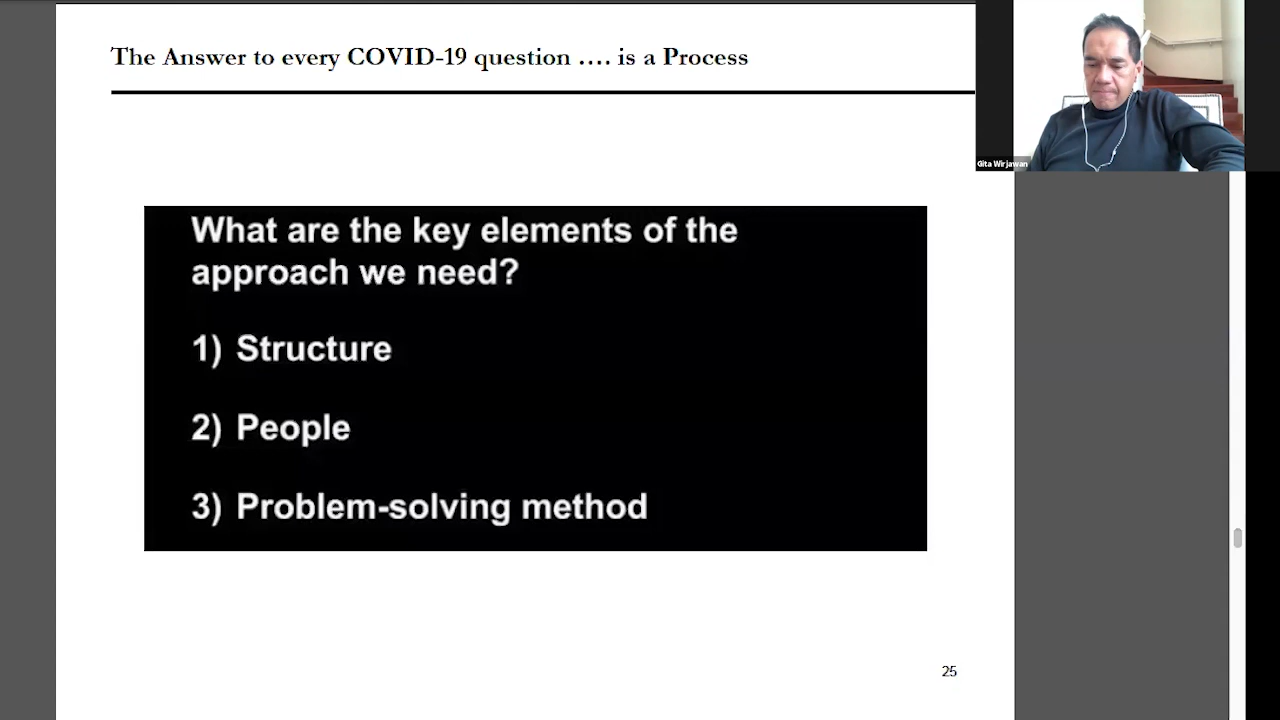 The Answer to every COVID-19 question .... is a Process
Gita Wirjawan
What are the key elements of the
approach we need?
1) Structure
2) People
3) Problem-solving method
25